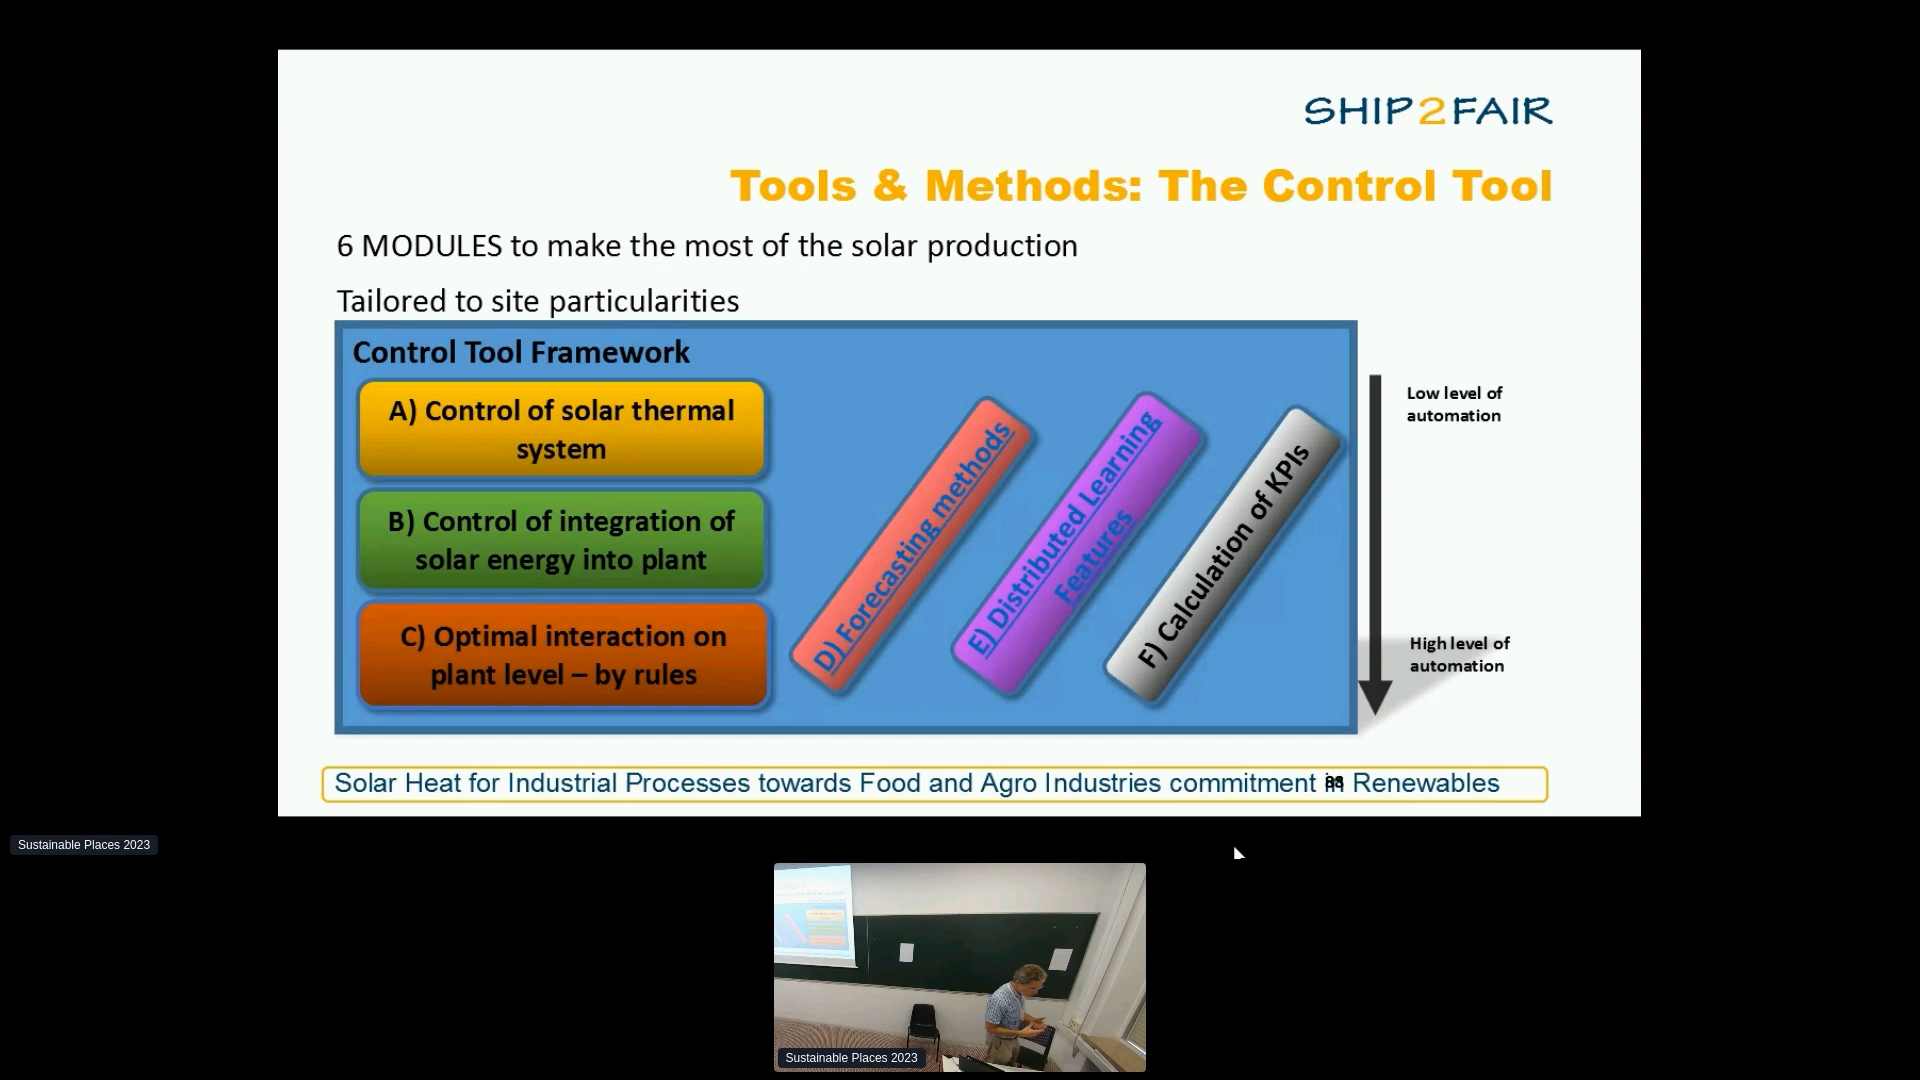 SHIP2FAIR
Tools & Methods: The Control Tool
6 MODULES to make the most of the solar production
Tailored to site particularities
Control Tool Framework
A) Control of solar thermal
system
B) Control of integration of
solar energy into plant
C) Optimal interaction on
plant level – by rules
D) Forecasting methods
E) Distributed Learning
Features
F) Calculation of KPIs
Low level of
automation
High level of
automation
Solar Heat for Industrial Processes towards Food and Agro Industries commitment in Renewables
Sustainable Places 2023
Sustainable Places 2023